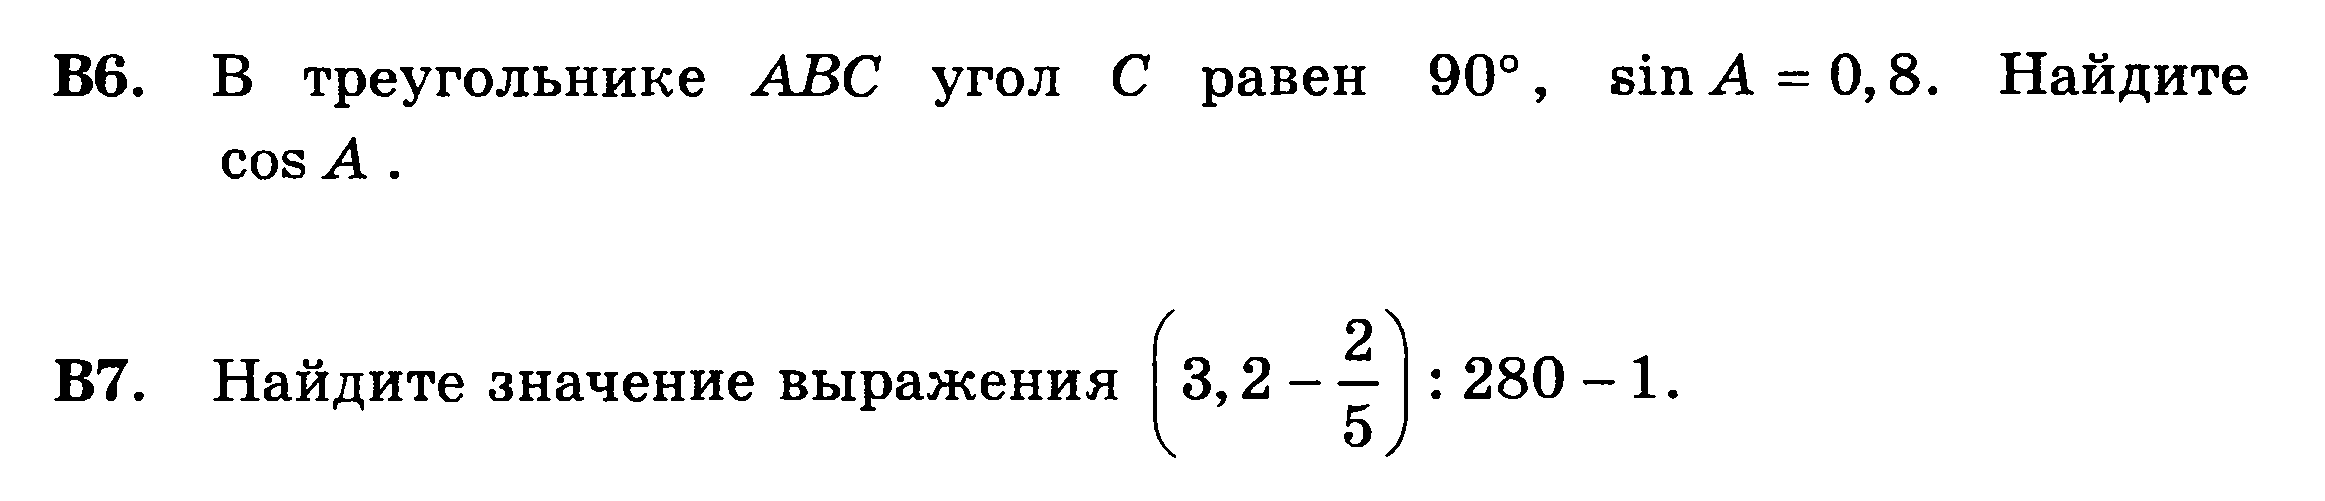 В6. В треугольнике ABC угол C равен 90°, sin A = 0,8. Найдите
cos A .
В7. Найдите значение выражения (3,2 − 2/5) : 280 − 1.